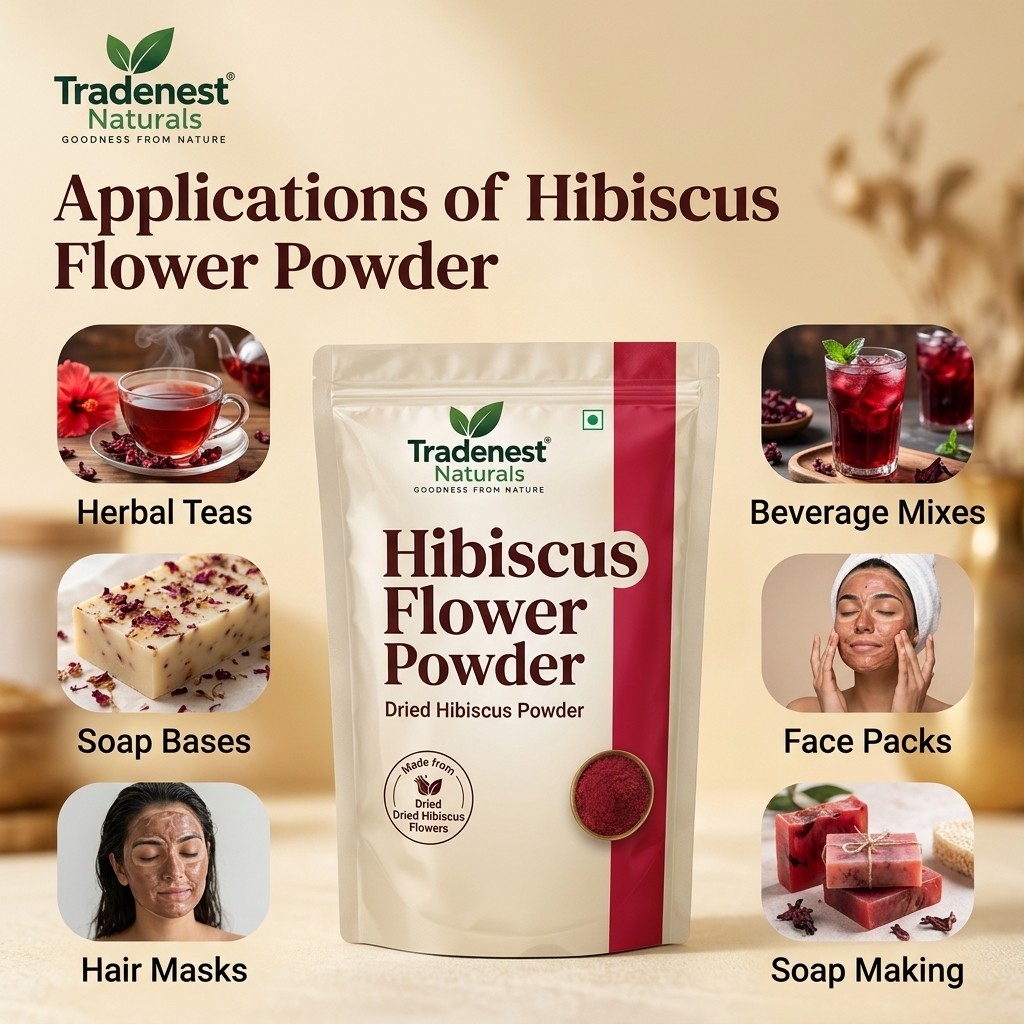 Tradenest®
Naturals
GOODNESS FROM NATURE
Applications of Hibiscus
Flower Powder
Herbal Teas
Soap Bases
Hair Masks
Tradenest®
Naturals
GOODNESS FROM NATURE
Hibiscus
Flower
Powder
Dried Hibiscus Powder
Made from
Dried
Dried Hibiscus
Flowers
Beverage Mixes
Face Packs
Soap Making